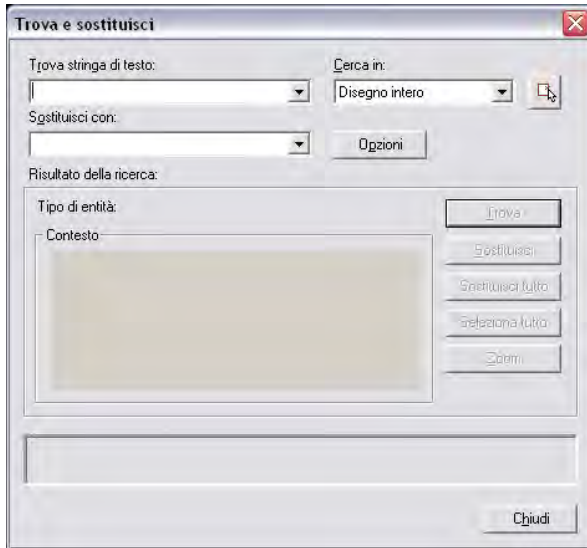 Trova e sostituisci
Trova stringa di testo:
Cerca in:
Disegno intero
Sostituisci con:
Opzioni
Risultato della ricerca:
Tipo di entità:
Contesto
Trova
Sostituisci
Sostituisci tutto
Seleziona tutto
Zoom
Chiudi